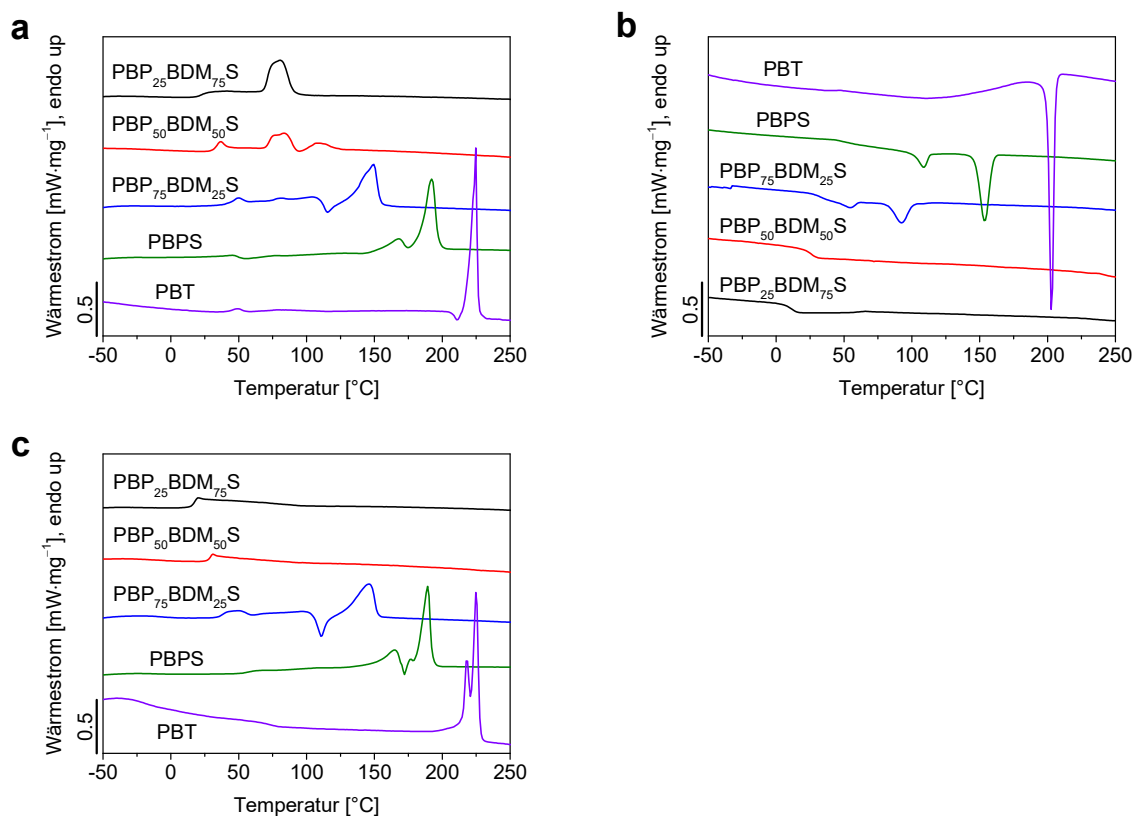 a
Wärmestrom [mW·mg⁻¹], endo up
0.5
PBP₂₅BDM₇₅S
PBP₅₀BDM₅₀S
PBP₇₅BDM₂₅S
PBPS
PBT
-50 0 50 100 150 200 250
Temperatur [°C]
b
Wärmestrom [mW·mg⁻¹], endo up
0.5
PBT
PBPS
PBP₇₅BDM₂₅S
PBP₅₀BDM₅₀S
PBP₂₅BDM₇₅S
-50 0 50 100 150 200 250
Temperatur [°C]
c
Wärmestrom [mW·mg⁻¹], endo up
0.5
PBP₂₅BDM₇₅S
PBP₅₀BDM₅₀S
PBP₇₅BDM₂₅S
PBPS
PBT
-50 0 50 100 150 200 250
Temperatur [°C]